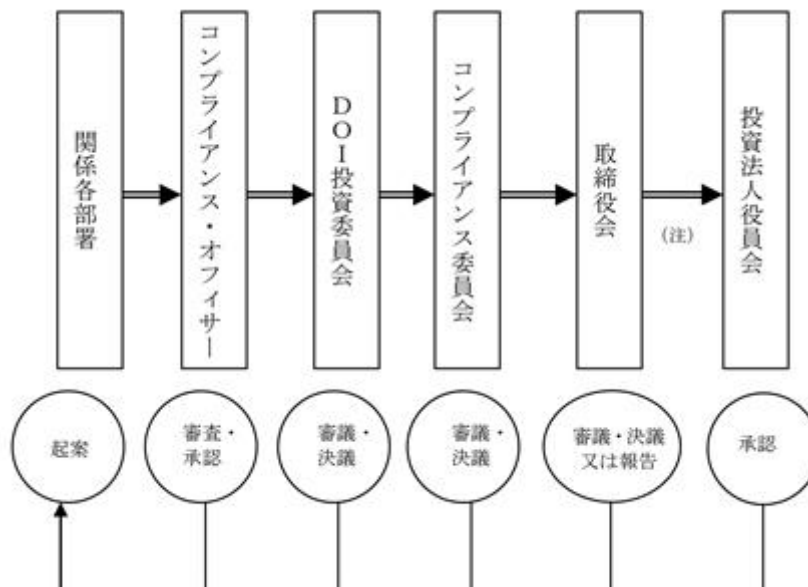 関係各部署
コンプライアンス・オフィサー
DOI投資委員会
コンプライアンス委員会
取締役会
(注)
投資法人役員会
起案
審査・
承認
審議・
決議
審議・
決議
審議・決議
又は報告
承認